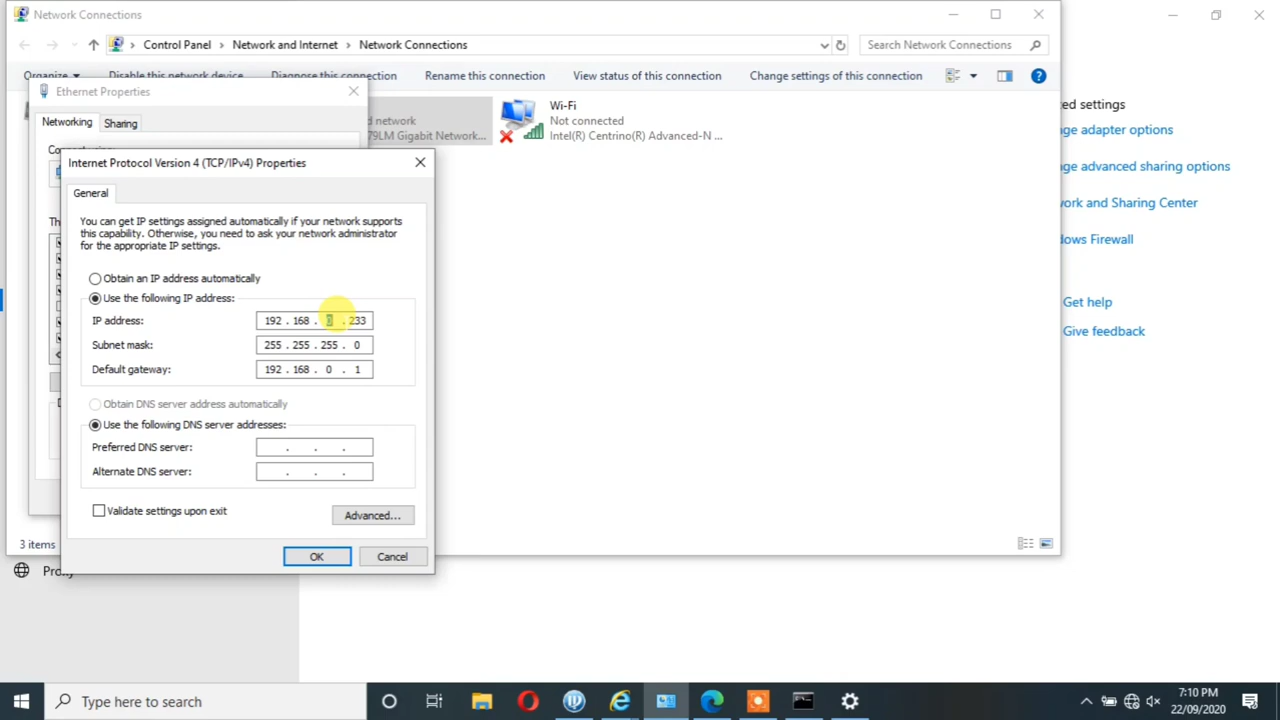 Network Connections
Control Panel > Network and Internet > Network Connections
Search Network Connections
Organize
Disable this network device
Diagnose this connection
Rename this connection
View status of this connection
Change settings of this connection
Ethernet Properties
Networking
Sharing
Internet Protocol Version 4 (TCP/IPv4) Properties
General
You can get IP settings assigned automatically if your network supports
this capability. Otherwise, you need to ask your network administrator
for the appropriate IP settings.
Obtain an IP address automatically
Use the following IP address:
IP address: 192 . 168 . 0 . 233
Subnet mask: 255 . 255 . 255 . 0
Default gateway: 192 . 168 . 0 . 1
Obtain DNS server address automatically
Use the following DNS server addresses:
Preferred DNS server: . . .
Alternate DNS server: . . .
Validate settings upon exit
Advanced...
OK
Cancel
d network
79LM Gigabit Network...
Wi-Fi
Not connected
Intel(R) Centrino(R) Advanced-N ...
3 items
ed settings
ge adapter options
ge advanced sharing options
ork and Sharing Center
dows Firewall
Get help
Give feedback
Type here to search
7:10 PM
22/09/2020